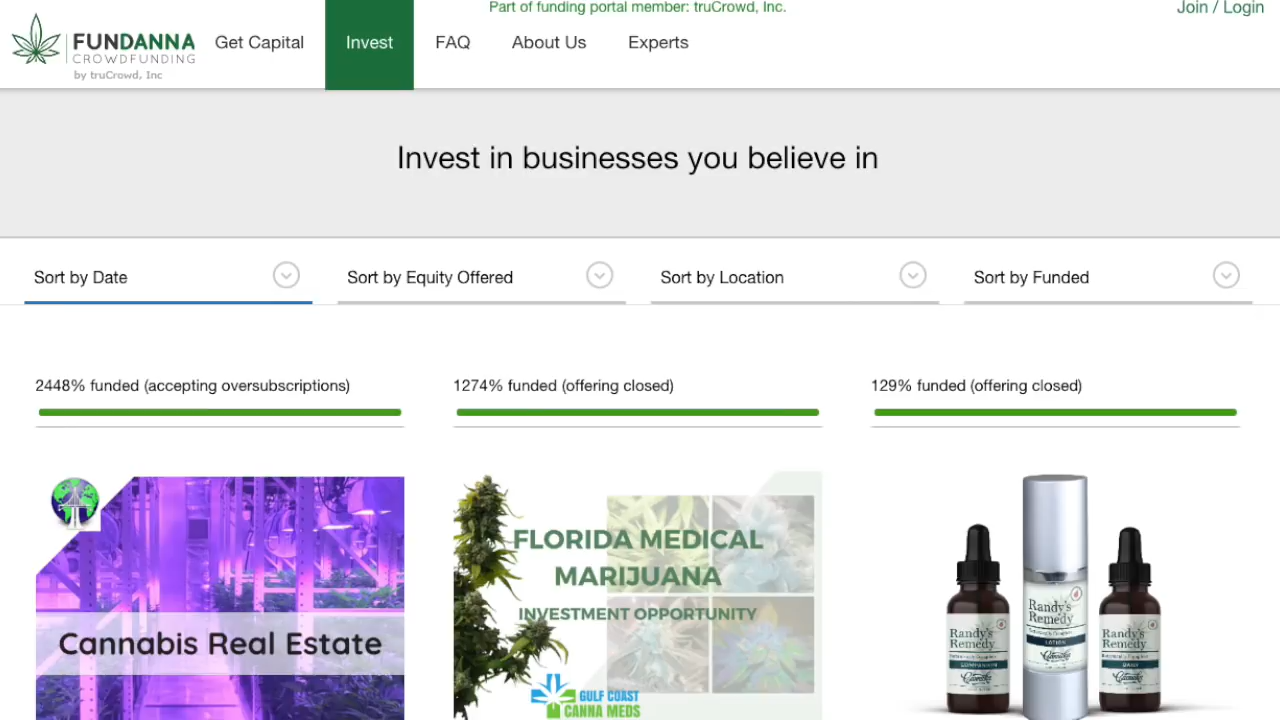 Part of funding portal member: truCrowd, Inc.
Join / Login
FUNDANNA
CROWDFUNDING
by truCrowd, Inc
Get Capital
Invest
FAQ
About Us
Experts
Invest in businesses you believe in
Sort by Date
Sort by Equity Offered
Sort by Location
Sort by Funded
2448% funded (accepting oversubscriptions)
1274% funded (offering closed)
129% funded (offering closed)
Cannabis Real Estate
FLORIDA MEDICAL
MARIJUANA
INVESTMENT OPPORTUNITY
GULF COAST
CANNA MEDS
Randy's
Remedy
COMPANION
Randy's
Remedy
LOTION
Randy's
Remedy
DAILY